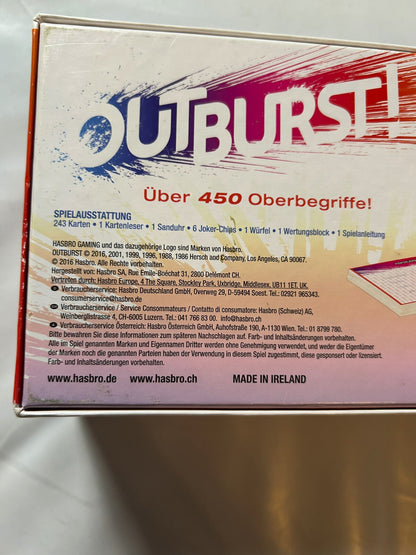 OUTBURST!
Über 450 Oberbegriffe!
SPIELAUSSTATTUNG
243 Karten • 1 Kartenleser • 1 Sanduhr • 6 Joker-Chips • 1 Würfel • 1 Wertungsblock • 1 Spielanleitung
HASBRO GAMING und das dazugehörige Logo sind Marken von Hasbro.
OUTBURST © 2016, 2001, 1999, 1996, 1988, 1986 Hersch and Company, Los Angeles, CA 90067.
© 2016 Hasbro. Alle Rechte vorbehalten.
Hergestellt von: Hasbro SA, Rue Emile-Boéchat 31, 2800 Delémont CH.
Vertreten durch: Hasbro Europe, 4 The Square, Stockley Park, Uxbridge, Middlesex, UB11 1ET. UK.
Verbraucherservice: Hasbro Deutschland GmbH, Overweg 29, D-59494 Soest. Tel.: 02921 965343.
consumerservice@hasbro.de
Verbraucherservice / Service Consommateurs / Contatto di consumatore: Hasbro (Schweiz) AG,
Weinberglistrasse 4, CH-6005 Luzern. Tel.: 041 766 83 00. info@hasbro.ch
Verbraucherservice Österreich: Hasbro Österreich GmbH, Auhofstraße 190, A-1130 Wien. Tel: 01 8799 780.
Bitte bewahren Sie diese Informationen zum späteren Nachschlagen auf. Farb- und Inhaltsänderungen vorbehalten.
Alle im Spiel genannten Marken und Eigennamen Dritter werden ohne Genehmigung verwendet, und weder die Eigentümer
der Marken noch die genannten Parteien haben der Verwendung in diesem Spiel zugestimmt, diese gesponsert oder lizensiert.
Farb- und Inhaltsänderungen vorbehalten.
www.hasbro.de www.hasbro.ch MADE IN IRELAND